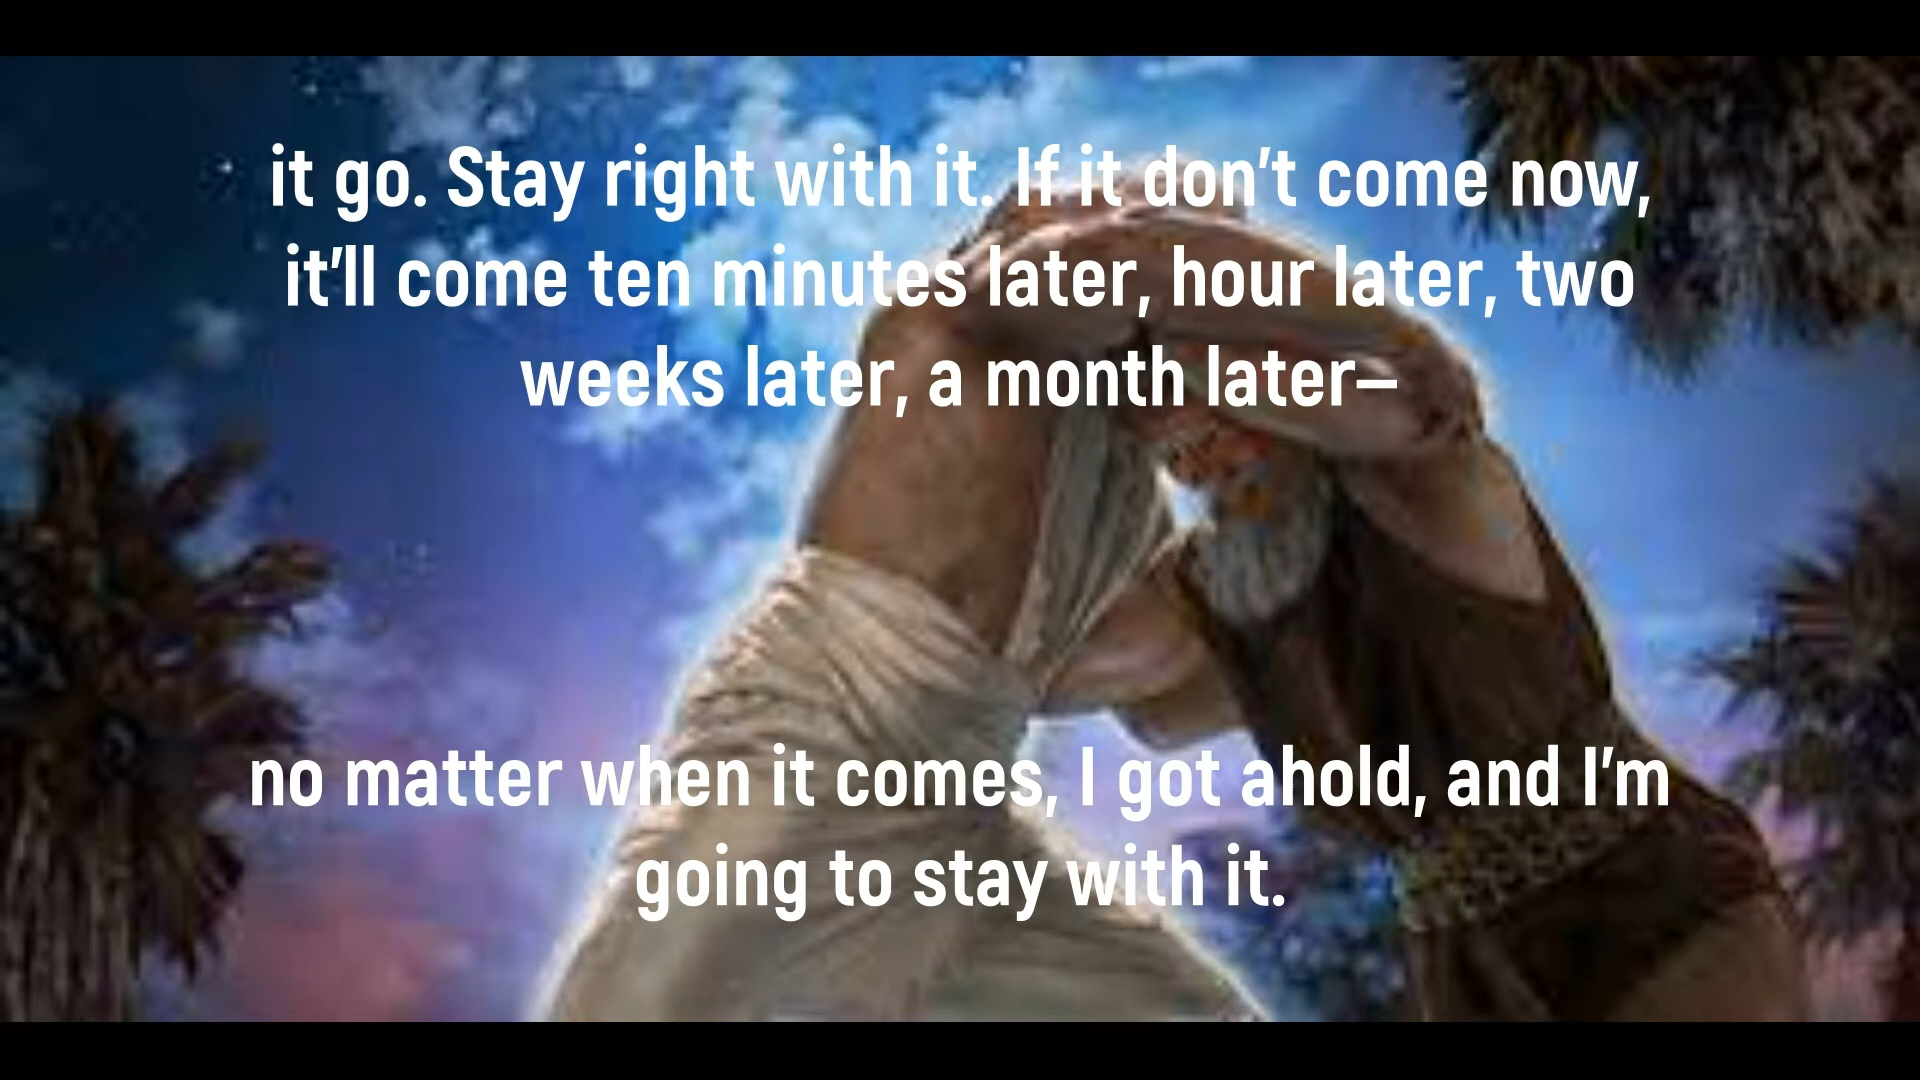 it go. Stay right with it. If it don't come now,
it'll come ten minutes later, hour later, two
weeks later, a month later—
no matter when it comes, I got ahold, and I'm
going to stay with it.